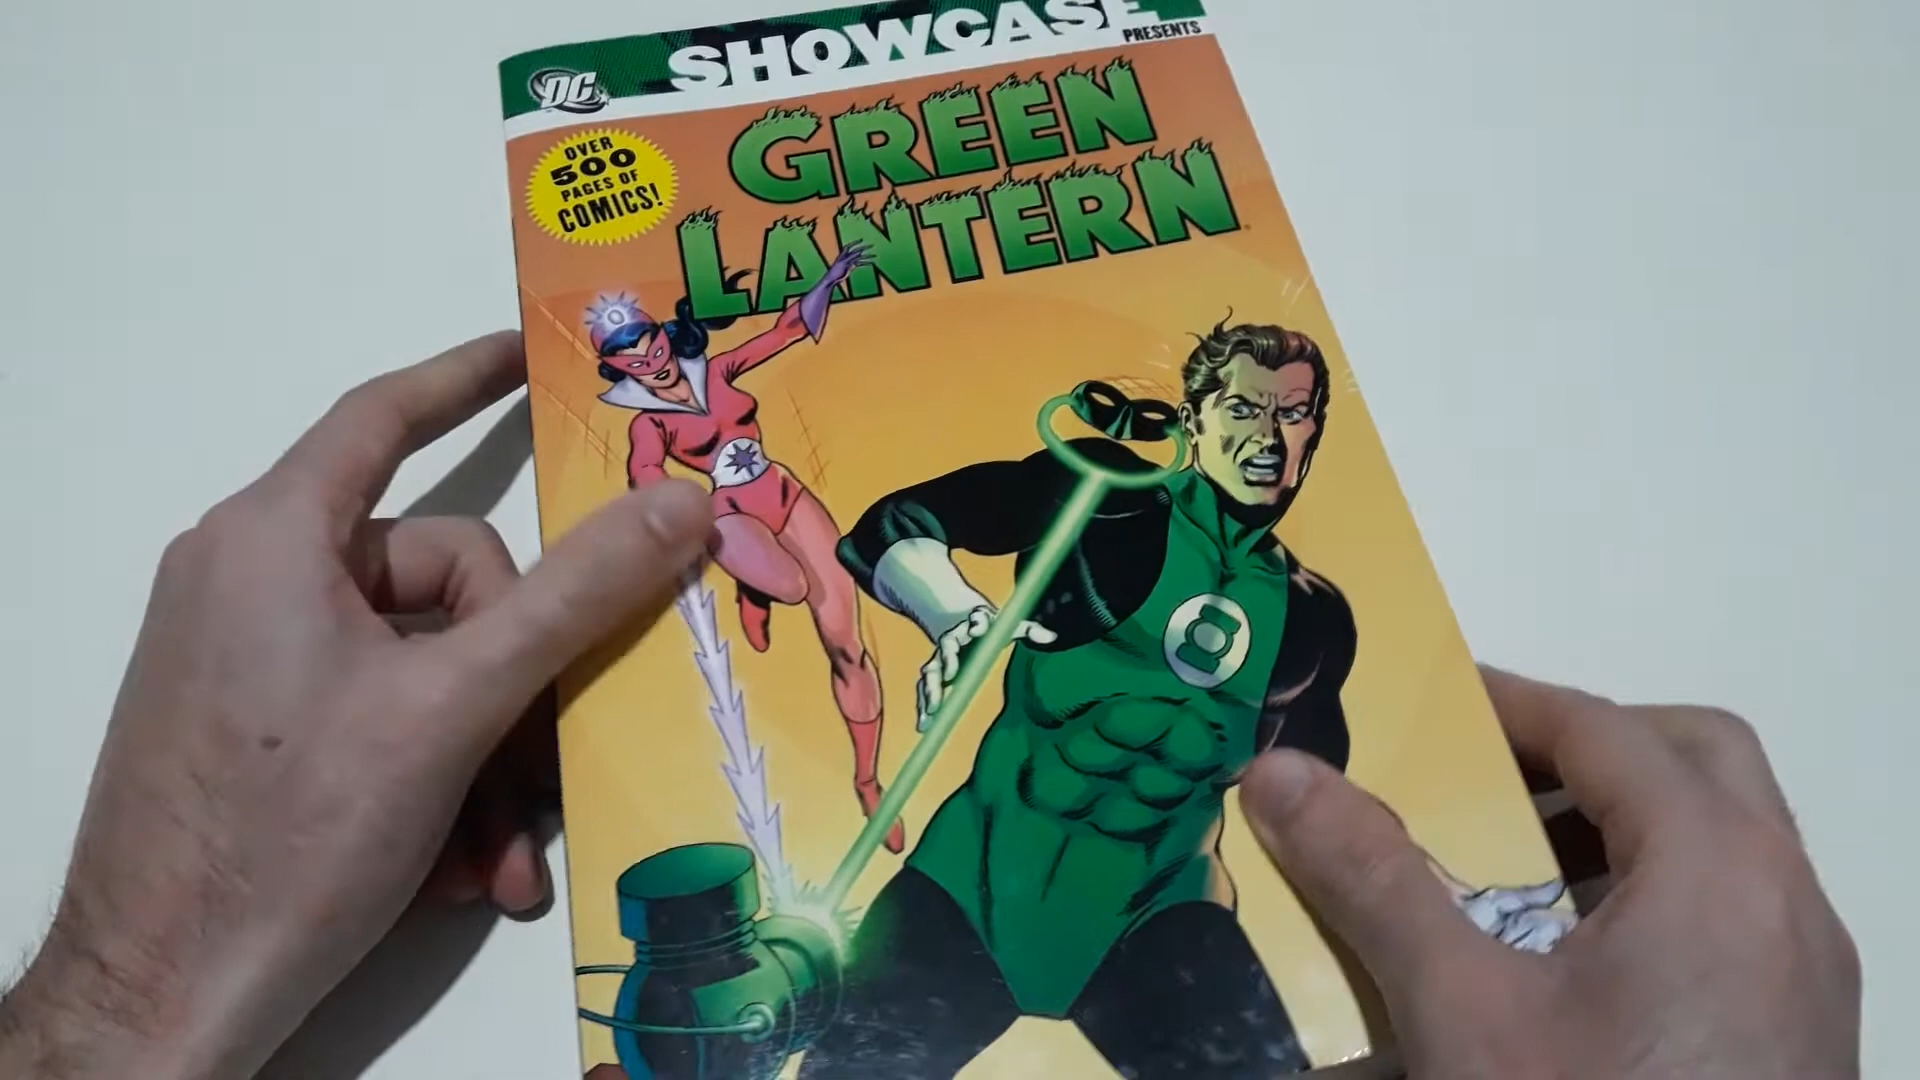 SHOWCASE
PRESENTS
DC
OVER
500
PAGES OF
COMICS!
GREEN
LANTERN